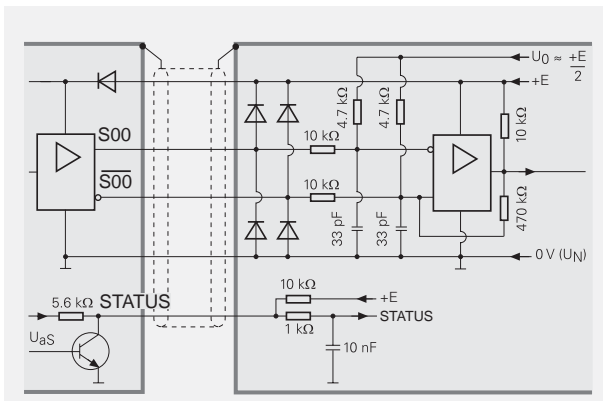 U0 ≈ +E
2
+E
S00
4.7 kΩ
4.7 kΩ
10 kΩ
10 kΩ
S00
10 kΩ
33 pF
33 pF
470 kΩ
0 V (UN)
10 kΩ
+E
5.6 kΩ STATUS
STATUS
1 kΩ
UaS
10 nF